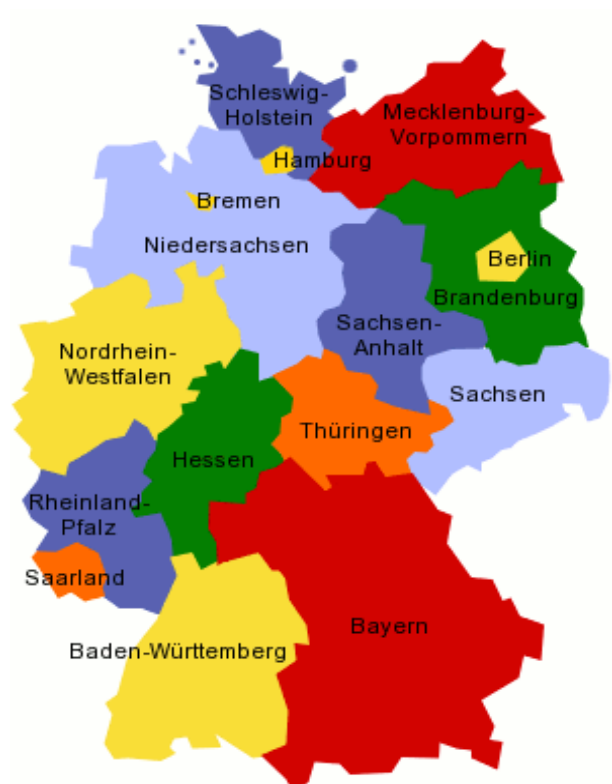 Schleswig-
Holstein
Mecklenburg-
Vorpommern
Hamburg
Bremen
Niedersachsen
Berlin
Brandenburg
Sachsen-
Anhalt
Nordrhein-
Westfalen
Sachsen
Thüringen
Hessen
Rheinland-
Pfalz
Saarland
Bayern
Baden-Württemberg